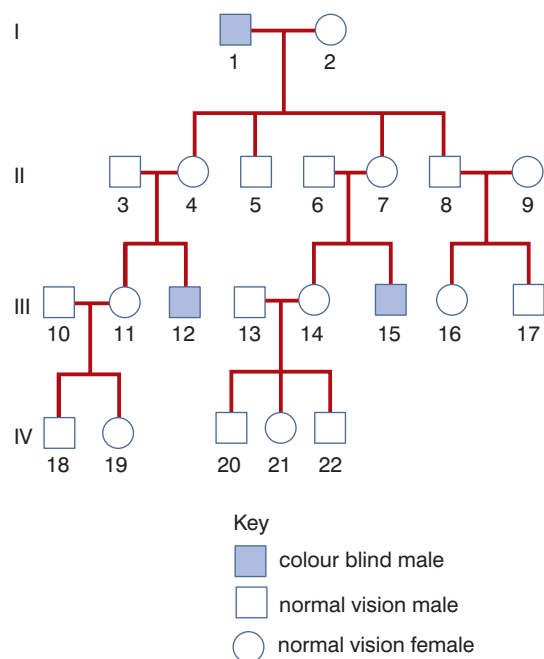 I
1 2
II
3 4 5 6 7 8 9
III
10 11 12 13 14 15 16 17
IV
18 19 20 21 22
Key
colour blind male
normal vision male
normal vision female